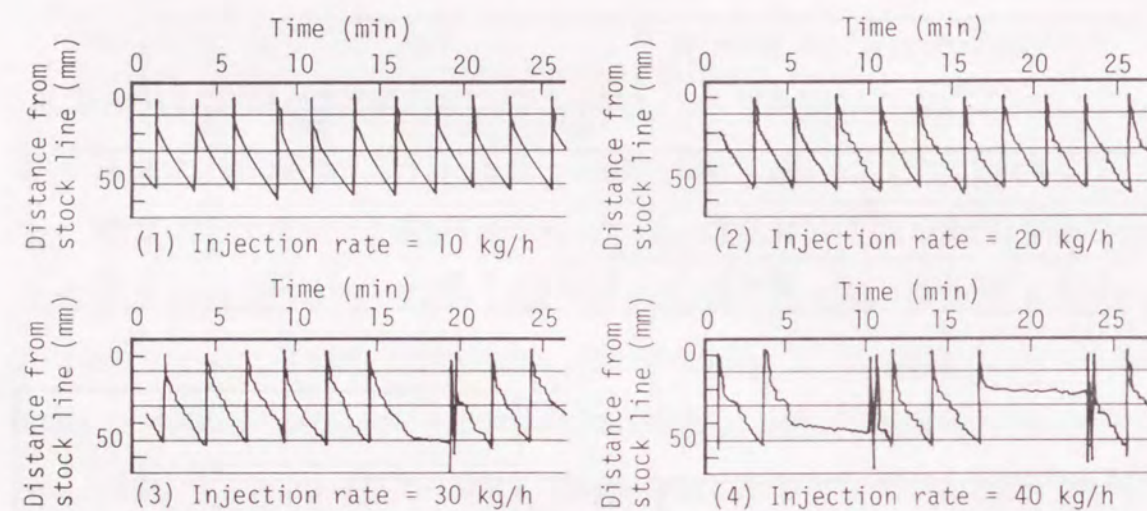 Time (min)
0 5 10 15 20 25
Distance from
stock line (mm)
0
50
(1) Injection rate = 10 kg/h
Time (min)
0 5 10 15 20 25
Distance from
stock line (mm)
0
50
(2) Injection rate = 20 kg/h
Time (min)
0 5 10 15 20 25
Distance from
stock line (mm)
0
50
(3) Injection rate = 30 kg/h
Time (min)
0 5 10 15 20 25
Distance from
stock line (mm)
0
50
(4) Injection rate = 40 kg/h